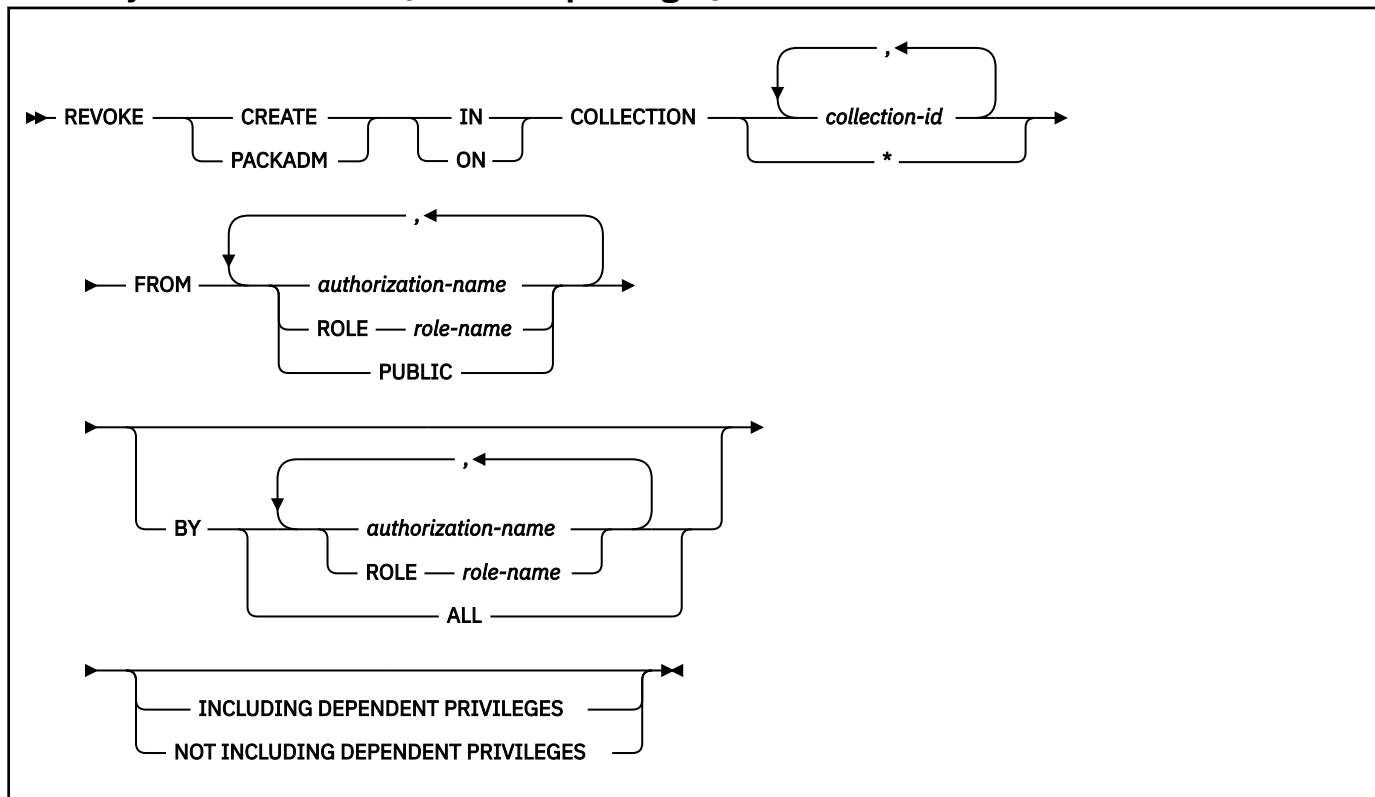 ,
REVOKE CREATE IN COLLECTION collection-id
PACKADM ON *
,
FROM authorization-name
ROLE role-name
PUBLIC
,
BY authorization-name
ROLE role-name
ALL
INCLUDING DEPENDENT PRIVILEGES
NOT INCLUDING DEPENDENT PRIVILEGES